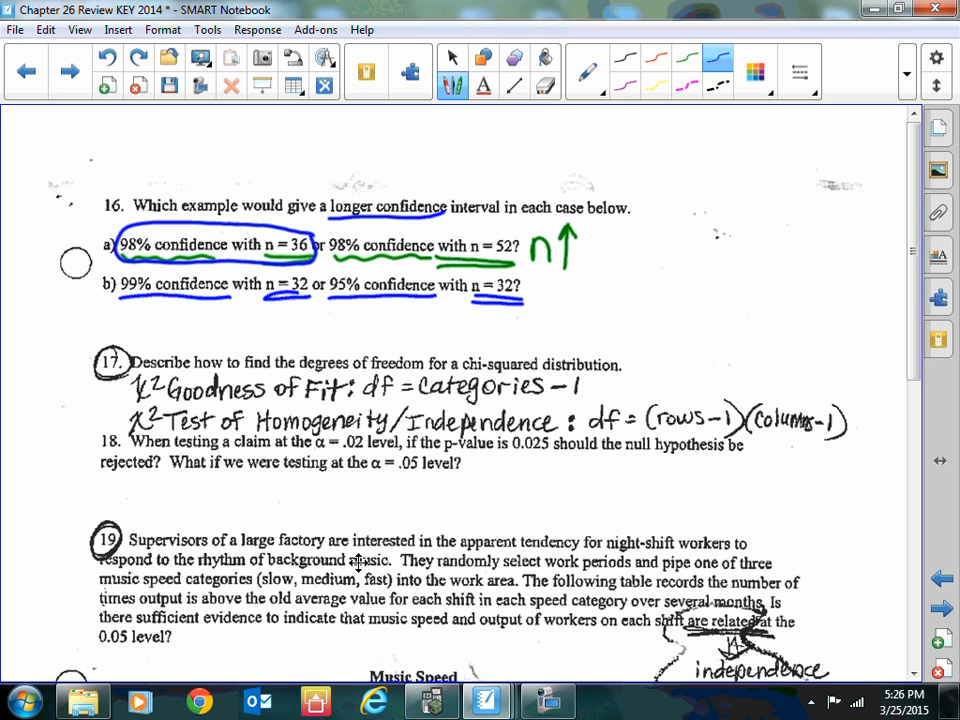 Chapter 26 Review KEY 2014 * - SMART Notebook
File Edit View Insert Format Tools Response Add-ons Help
16. Which example would give a longer confidence interval in each case below.
a) 98% confidence with n = 36 or 98% confidence with n = 52? n↑
b) 99% confidence with n = 32 or 95% confidence with n = 32?
17. Describe how to find the degrees of freedom for a chi-squared distribution.
χ² Goodness of Fit: df = categories - 1
χ² Test of Homogeneity/Independence: df = (rows-1)(columns-1)
18. When testing a claim at the α = .02 level, if the p-value is 0.025 should the null hypothesis be
rejected? What if we were testing at the α = .05 level?
19 Supervisors of a large factory are interested in the apparent tendency for night-shift workers to
respond to the rhythm of background music. They randomly select work periods and pipe one of three
music speed categories (slow, medium, fast) into the work area. The following table records the number of
times output is above the old average value for each shift in each speed category over several months. Is
there sufficient evidence to indicate that music speed and output of workers on each shift are related at the
0.05 level?
independence
Music Speed
5:26 PM
3/25/2015